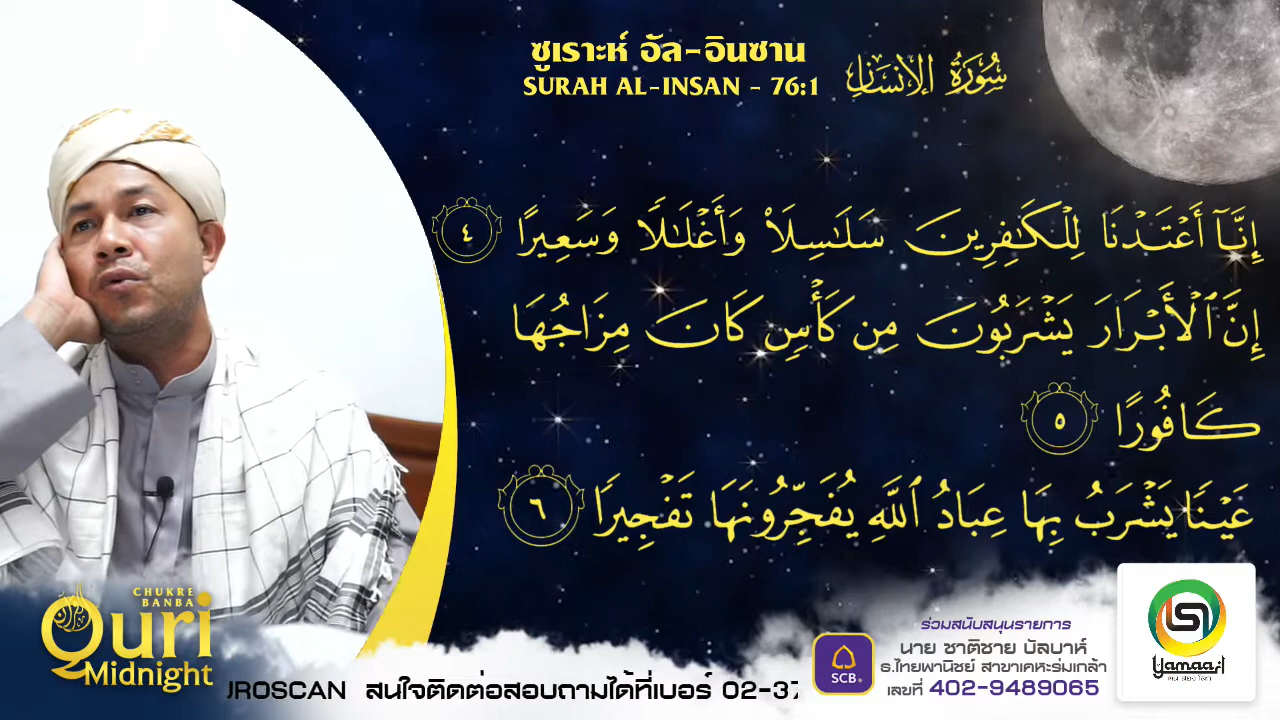 ซูเราะห์ อัล-อินซาน
SURAH AL-INSAN - 76:1
سُورَةُ الإِنسَان
إِنَّآ أَعْتَدْنَا لِلْكَٰفِرِينَ سَلَٰسِلَا۟ وَأَغْلَٰلًا وَسَعِيرًا ٤
إِنَّ ٱلْأَبْرَارَ يَشْرَبُونَ مِن كَأْسٍ كَانَ مِزَاجُهَا
كَافُورًا ٥
عَيْنًا يَشْرَبُ بِهَا عِبَادُ ٱللَّهِ يُفَجِّرُونَهَا تَفْجِيرًا ٦
CHUKRE
BANBA
Quri
Midnight
UROSCAN สนใจติดต่อสอบถามได้ที่เบอร์ 02-37
SCB
ร่วมสนับสนุนรายการ
นาย ชาติชาย บัลบาห์
ธ.ไทยพานิชย์ สาขาเคหะร่มเกล้า
เลขที่ 402-9489065